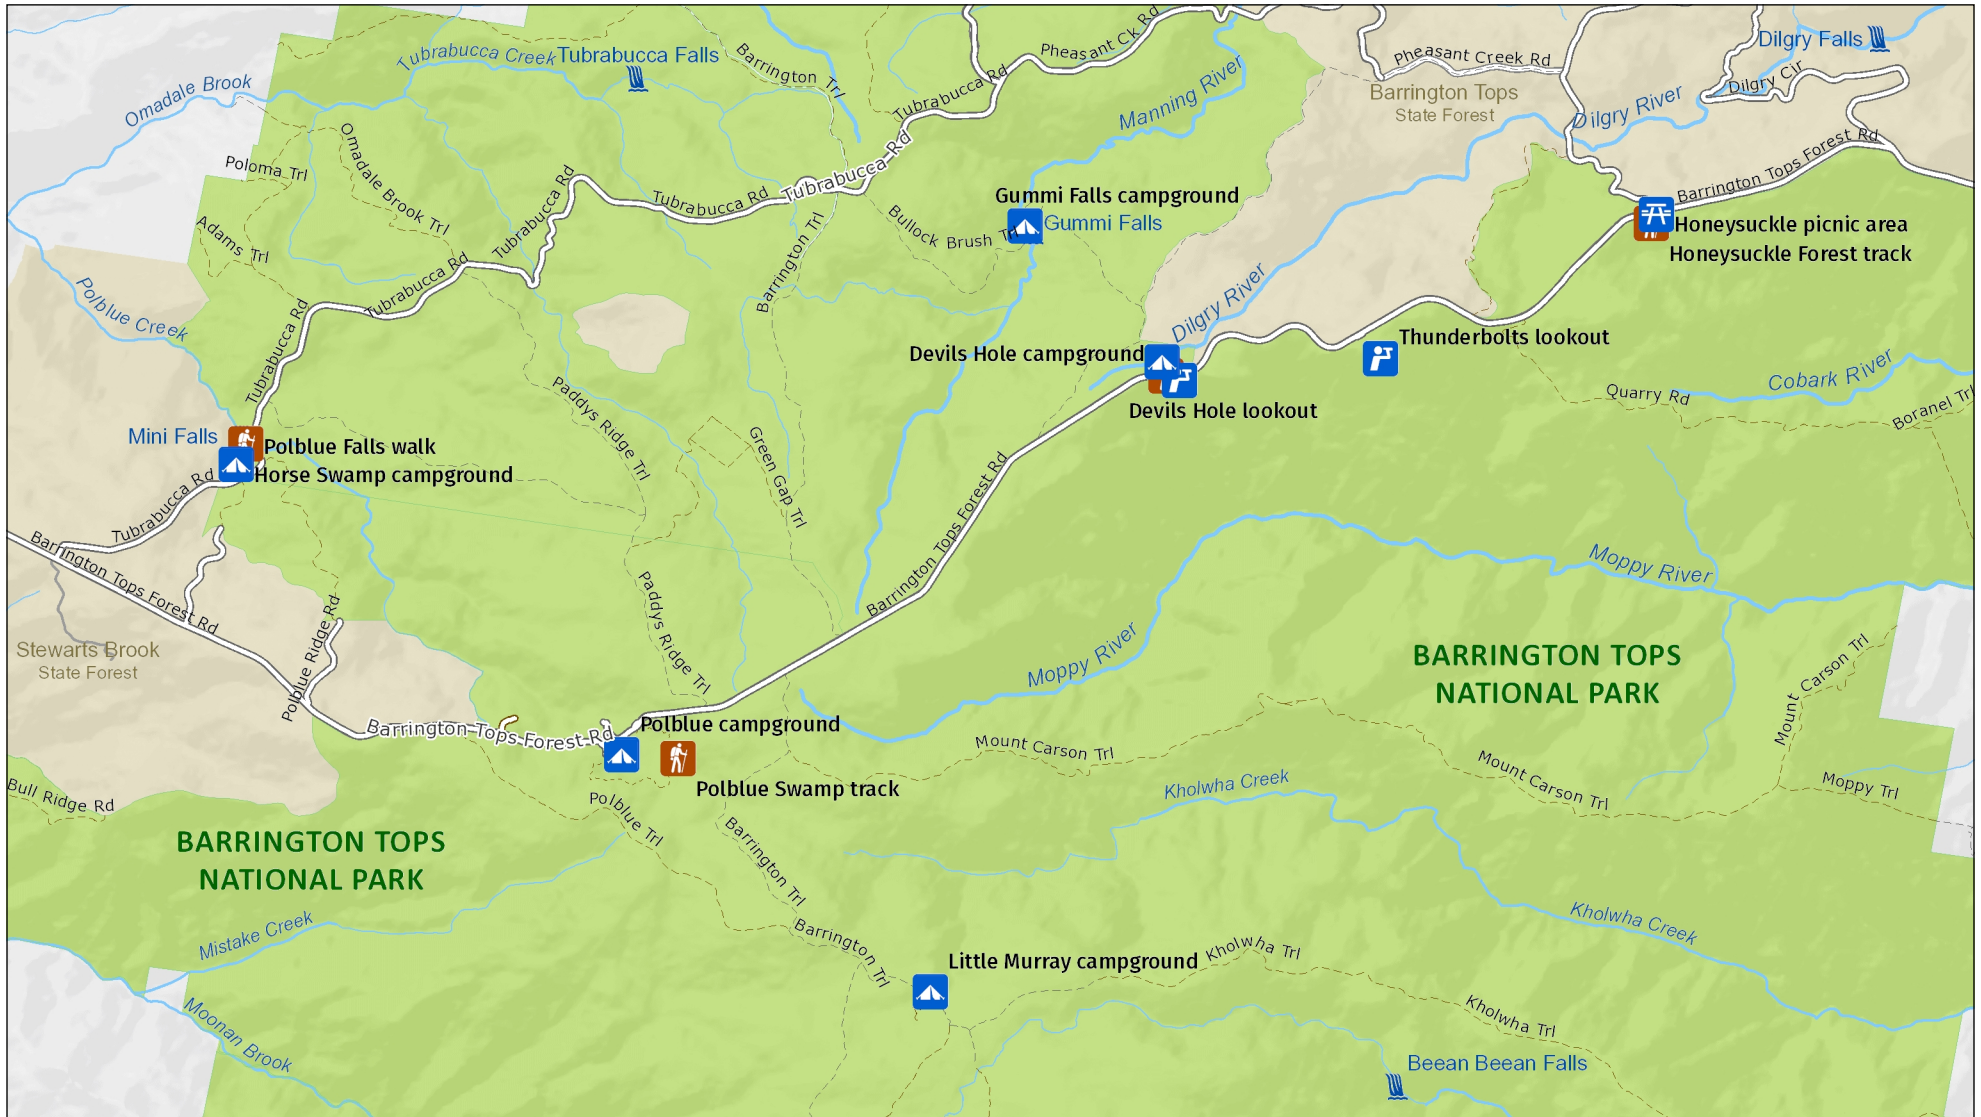 Tubrabucca Creek
Tubrabucca Falls
Barrington Trl
Pheasant Ck Rd
Dilgry Falls
Pheasant Creek Rd
Omadale Brook
Tubrabucca Rd
Manning River
Barrington Tops
State Forest
Dilgry River
Dilgry Cir
Omadale Brook Trl
Poloma Trl
Tubrabucca Rd
Barrington Tops Forest Rd
Tubrabucca Rd
Tubrabucca Rd
Gummi Falls campground
Gummi Falls
Bullock Brush Trl
Honeysuckle picnic area
Honeysuckle Forest track
Adams Trl
Tubrabucca Rd
Barrington Trl
Polblue Creek
Dilgry River
Tubrabucca Rd
Devils Hole campground
Thunderbolts lookout
Devils Hole lookout
Quarry Rd
Cobark River
Boranel Trl
Paddys Ridge Trl
Green Gap Trl
Mini Falls
Polblue Falls walk
Horse Swamp campground
Tubrabucca Rd
Barrington Tops Forest Rd
Barrington Tops Forest Rd
Moppy River
Polblue Ridge Rd
Paddys Ridge Trl
Stewarts Brook
State Forest
Moppy River
BARRINGTON TOPS
NATIONAL PARK
Mount Carson Trl
Barrington Tops Forest Rd
Polblue campground
Polblue Swamp track
Mount Carson Trl
Mount Carson Trl
Moppy Trl
Kholwha Creek
Bull Ridge Rd
Polblue Trl
Barrington Trl
BARRINGTON TOPS
NATIONAL PARK
Mistake Creek
Barrington Trl
Kholwha Creek
Little Murray campground
Kholwha Trl
Kholwha Trl
Moonan Brook
Beean Beean Falls